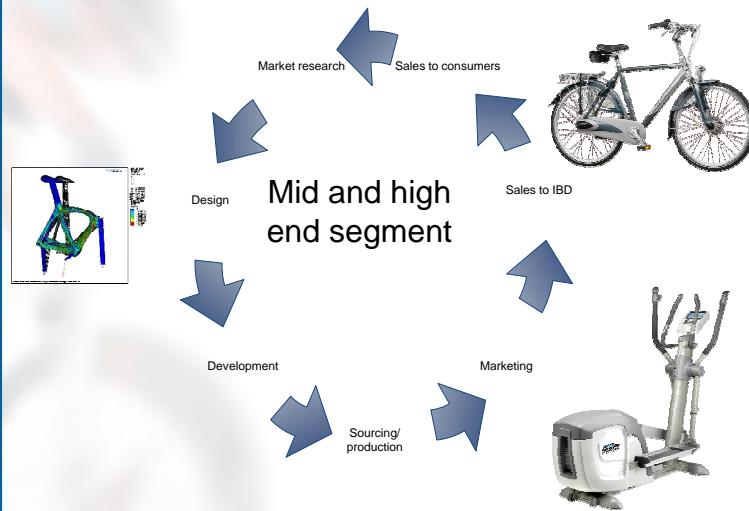 Market research
Sales to consumers
Design
Mid and high
end segment
Sales to IBD
Development
Marketing
Sourcing/
production